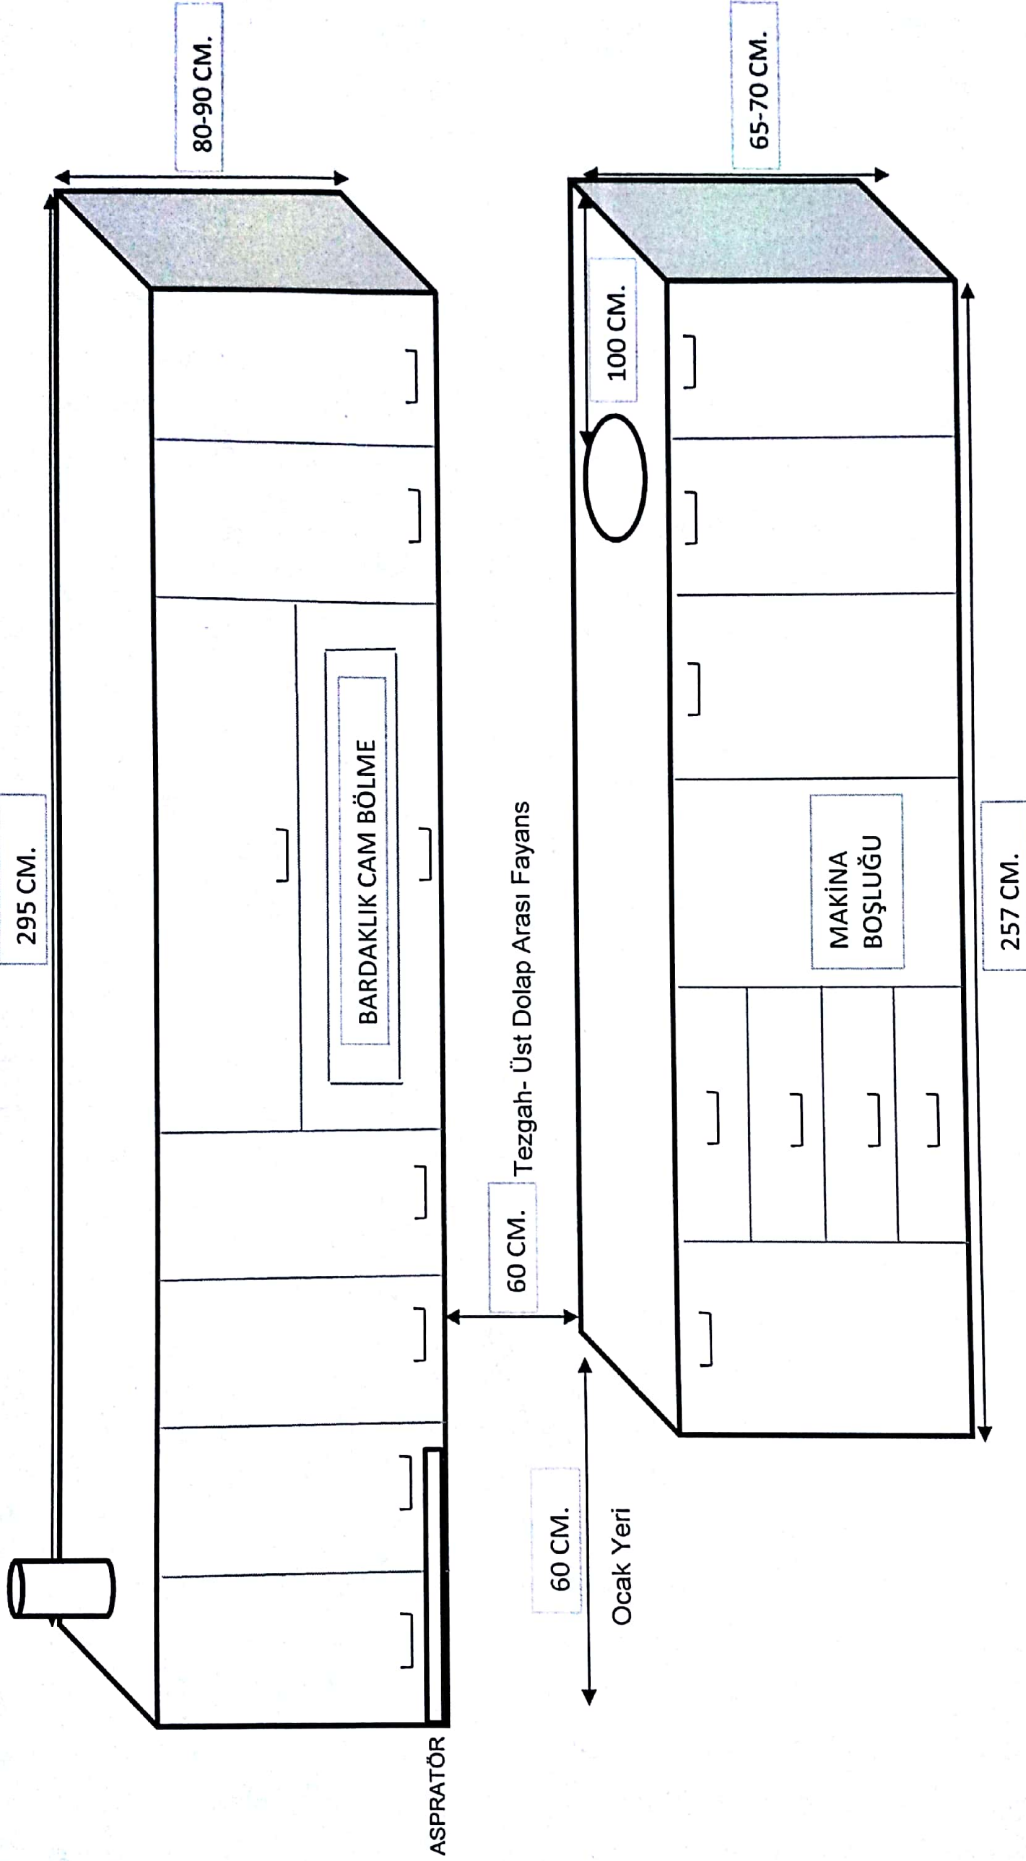 295 CM.
80-90 CM.
BARDAKLIK CAM BÖLME
ASPRATÖR
60 CM.
Tezgah- Üst Dolap Arası Fayans
60 CM.
Ocak Yeri
100 CM.
65-70 CM.
MAKİNA
BOŞLUĞU
257 CM.